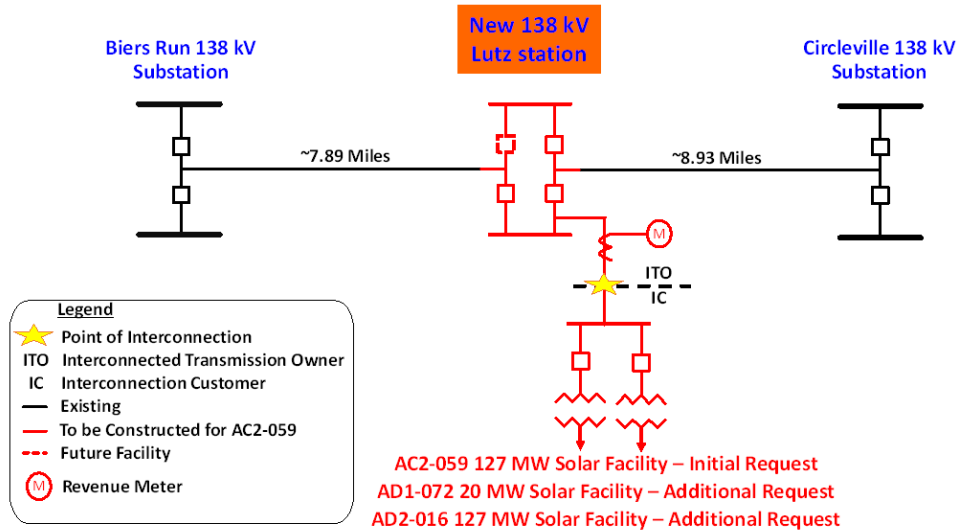 New 138 kV
Lutz station
Biers Run 138 kV
Substation
Circleville 138 kV
Substation
~7.89 Miles
~8.93 Miles
M
ITO
IC
Legend
Point of Interconnection
ITO Interconnected Transmission Owner
IC Interconnection Customer
Existing
To be Constructed for AC2-059
Future Facility
M Revenue Meter
AC2-059 127 MW Solar Facility – Initial Request
AD1-072 20 MW Solar Facility – Additional Request
AD2-016 127 MW Solar Facility – Additional Request